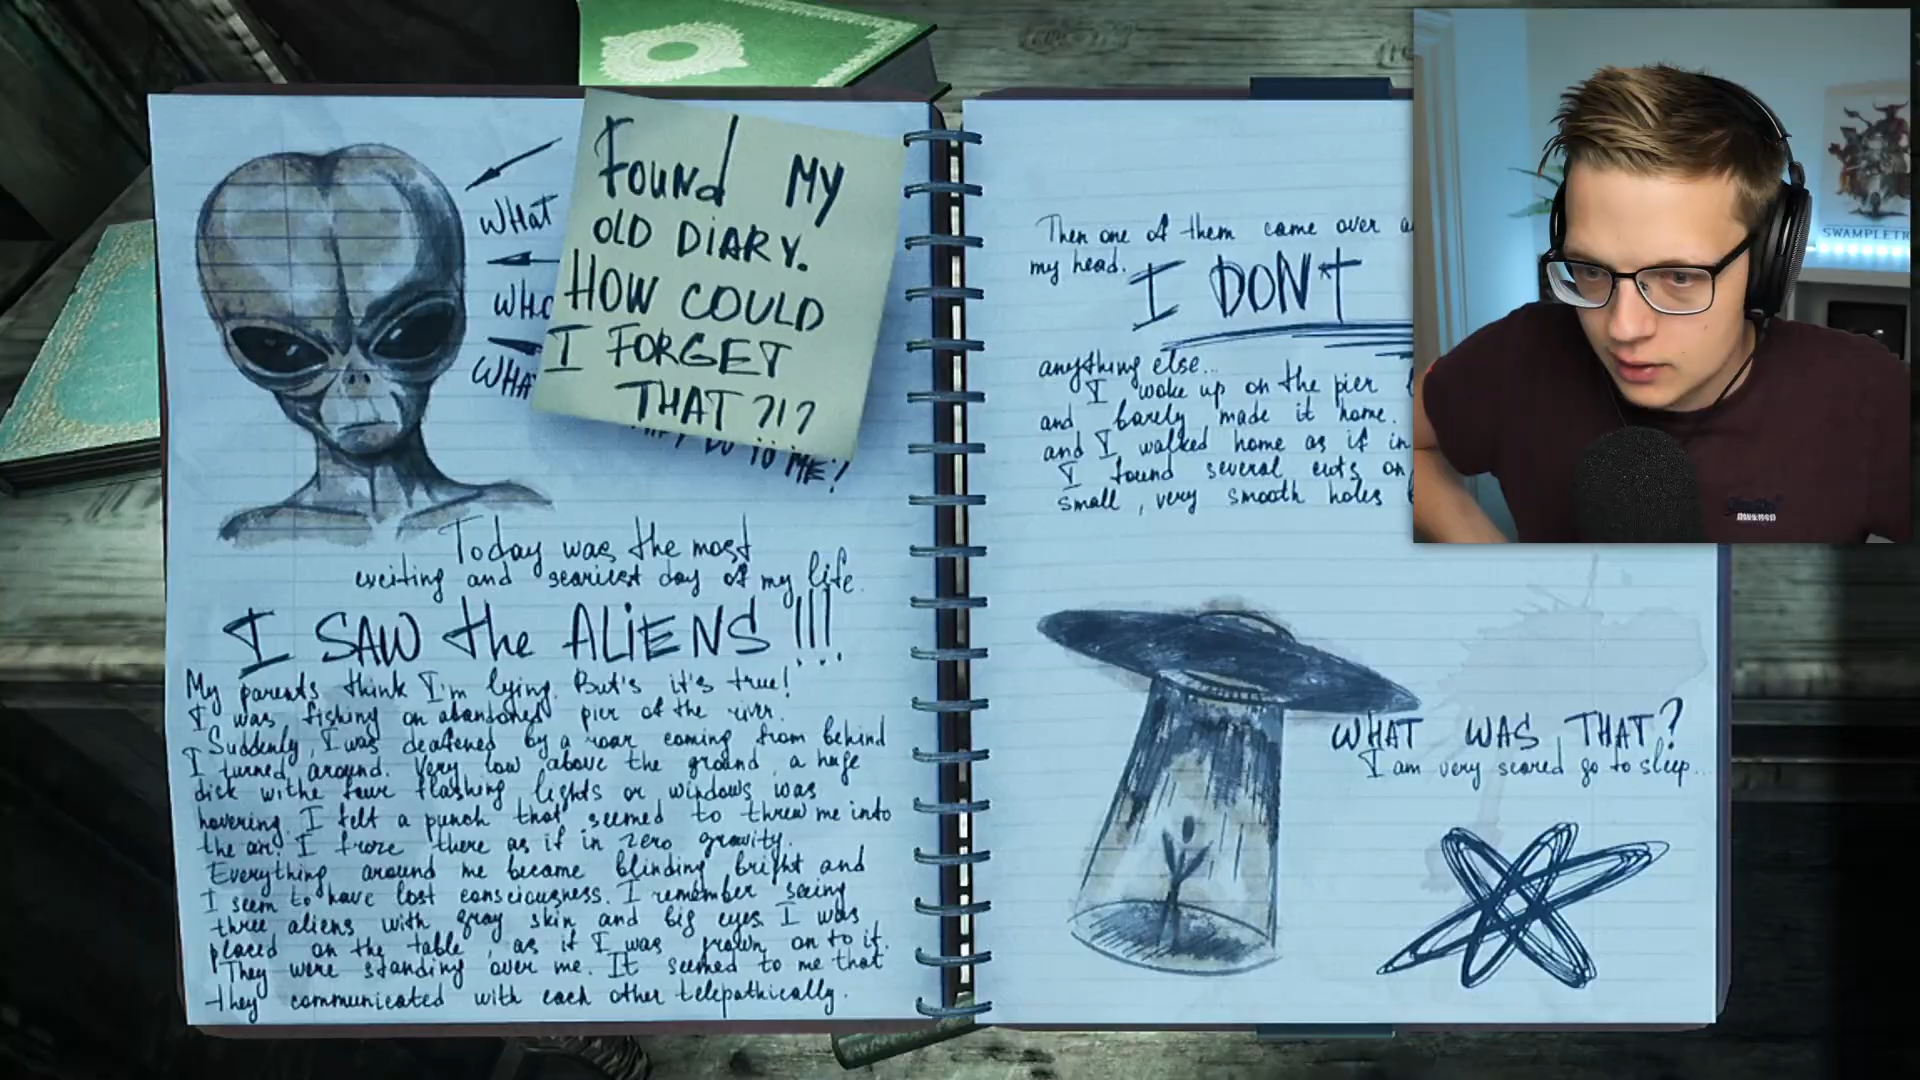 What
Who
Wha
Found My
OLD DiARY.
HOW COULD
I FORGET
THAT?!?
DO TO ME?
Today was the most
exciting and scariest day of my life.
I SAW the ALiENS!!!
My parents think I'm lying. But's it's true!
I was fishing on abandoned pier of the river.
Suddenly, I was deafened by a roar coming from behind
I turned around. Very low above the ground, a huge
disk withe four flashing lights or windows was
hovering. I felt a punch that seemed to threw me into
the air. I froze there as if in zero gravity.
Everything around me became blinding bright and
I seem to have lost consciousness. I remember seeing
three aliens with gray skin and big eyes. I was
placed on the table, as if I was grown on to it.
They were standing over me. It seemed to me that
they communicated with each other telepathically.
Then one of them came over
my head.
I DON't
anything else...
I woke up on the pier
and barely made it home.
and I walked home as if in
I found several cuts on
small, very smooth holes
WHAT WAS THAT?
I am very scared go to sleep...
SWAMPLETR